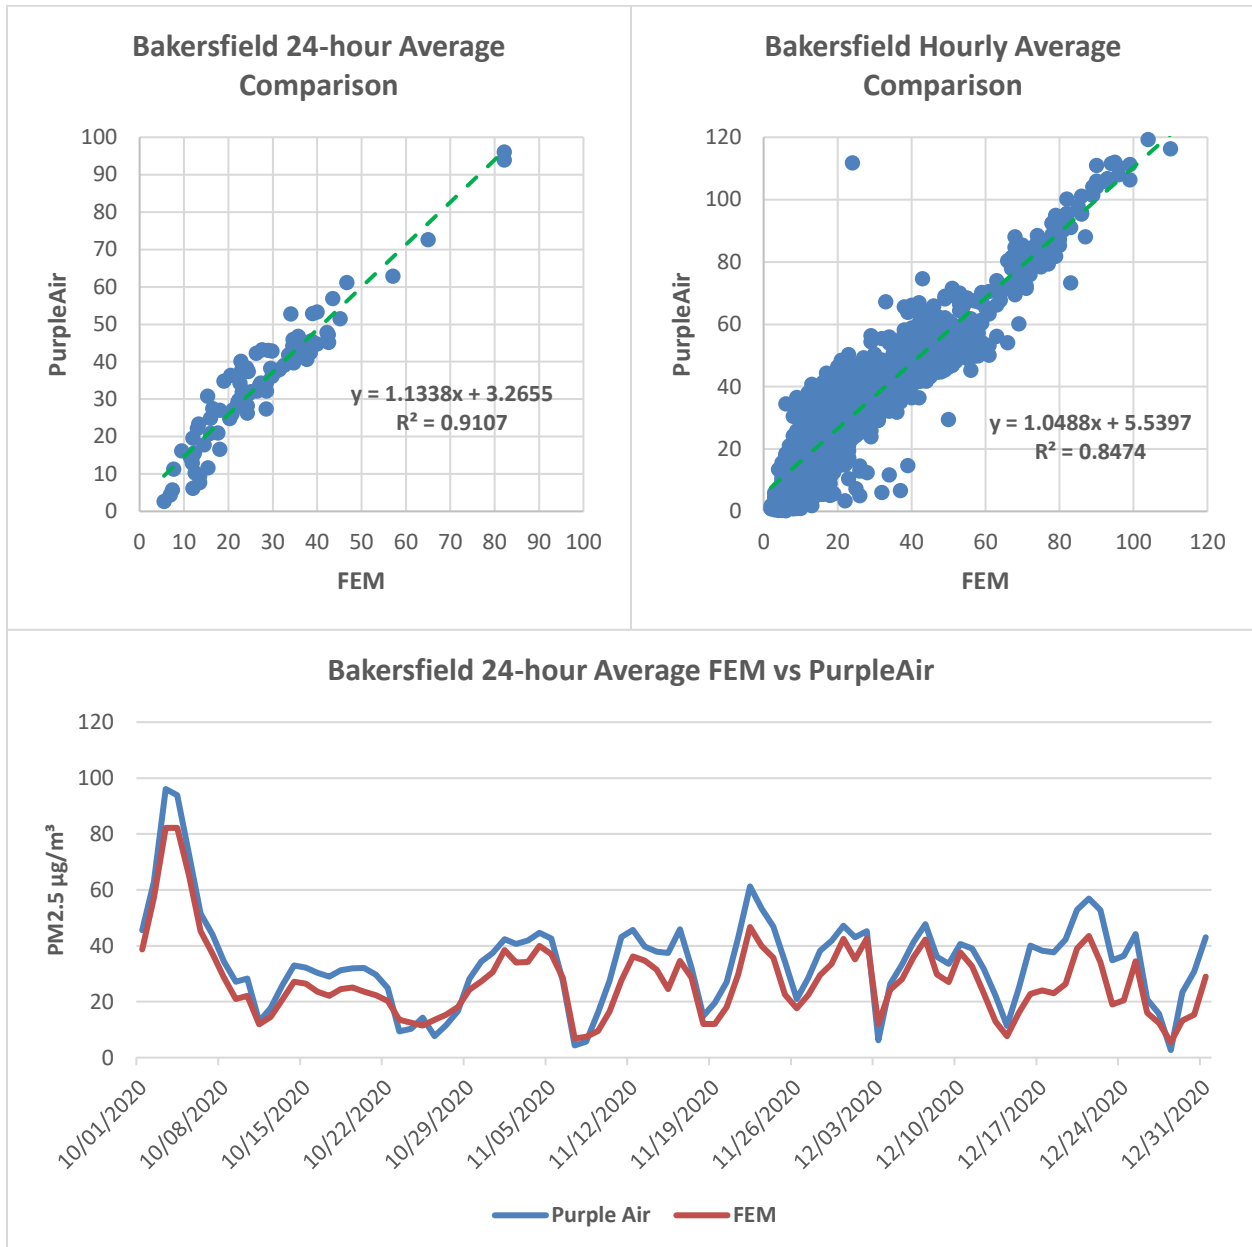 Bakersfield 24-hour Average
Comparison
100
90
80
70
60
50
40
30
20
10
0
PurpleAir
y = 1.1338x + 3.2655
R² = 0.9107
0 10 20 30 40 50 60 70 80 90 100
FEM
Bakersfield Hourly Average
Comparison
120
100
80
60
40
20
0
PurpleAir
y = 1.0488x + 5.5397
R² = 0.8474
0 20 40 60 80 100 120
FEM
Bakersfield 24-hour Average FEM vs PurpleAir
120
100
80
60
40
20
0
PM2.5 µg/m³
10/01/2020 10/08/2020 10/15/2020 10/22/2020 10/29/2020 11/05/2020 11/12/2020 11/19/2020 11/26/2020 12/03/2020 12/10/2020 12/17/2020 12/24/2020 12/31/2020
Purple Air FEM